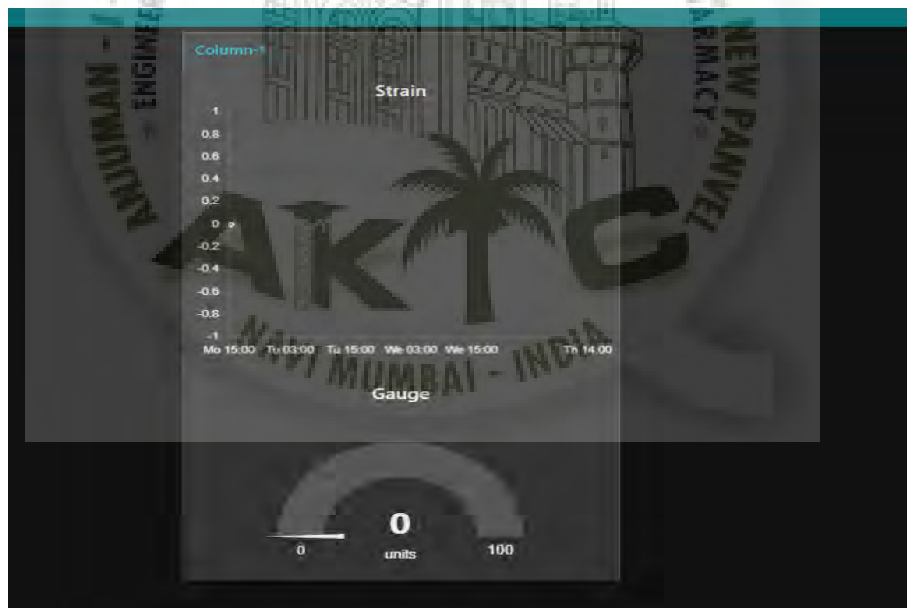 ANJUMAN - I
- ENGINEE
ARMACY -
NEW PANVEL
AKTC
NAVI MUMBAI - INDIA
Column-1
Strain
1
0.8
0.6
0.4
0.2
0
-0.2
-0.4
-0.6
-0.8
-1
Mo 15:00 Tu 03:00 Tu 15:00 We 03:00 We 15:00 Th 14:00
Gauge
0
0 units 100